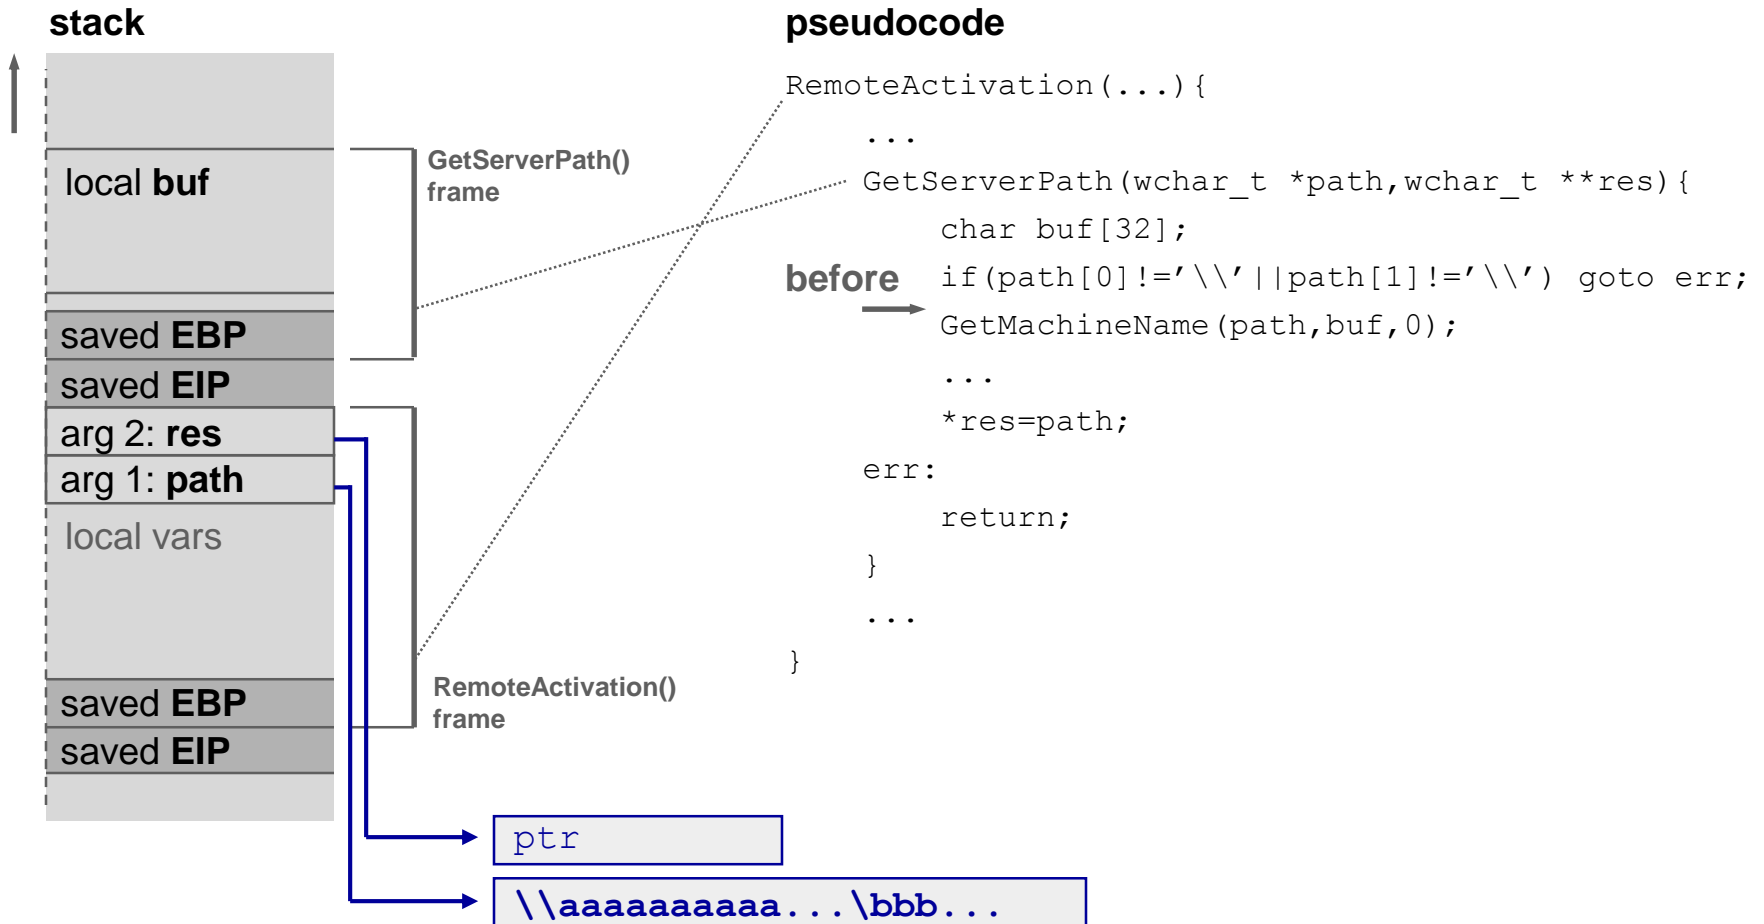 stack
local buf
saved EBP
saved EIP
arg 2: res
arg 1: path
local vars
saved EBP
saved EIP
GetServerPath()
frame
RemoteActivation()
frame
ptr
\\aaaaaaaaaa...\bbb...
pseudocode
RemoteActivation(...){
...
GetServerPath(wchar_t *path,wchar_t **res){
char buf[32];
before
if(path[0]!=’\\’||path[1]!=’\\’) goto err;
GetMachineName(path,buf,0);
...
*res=path;
err:
return;
}
...
}